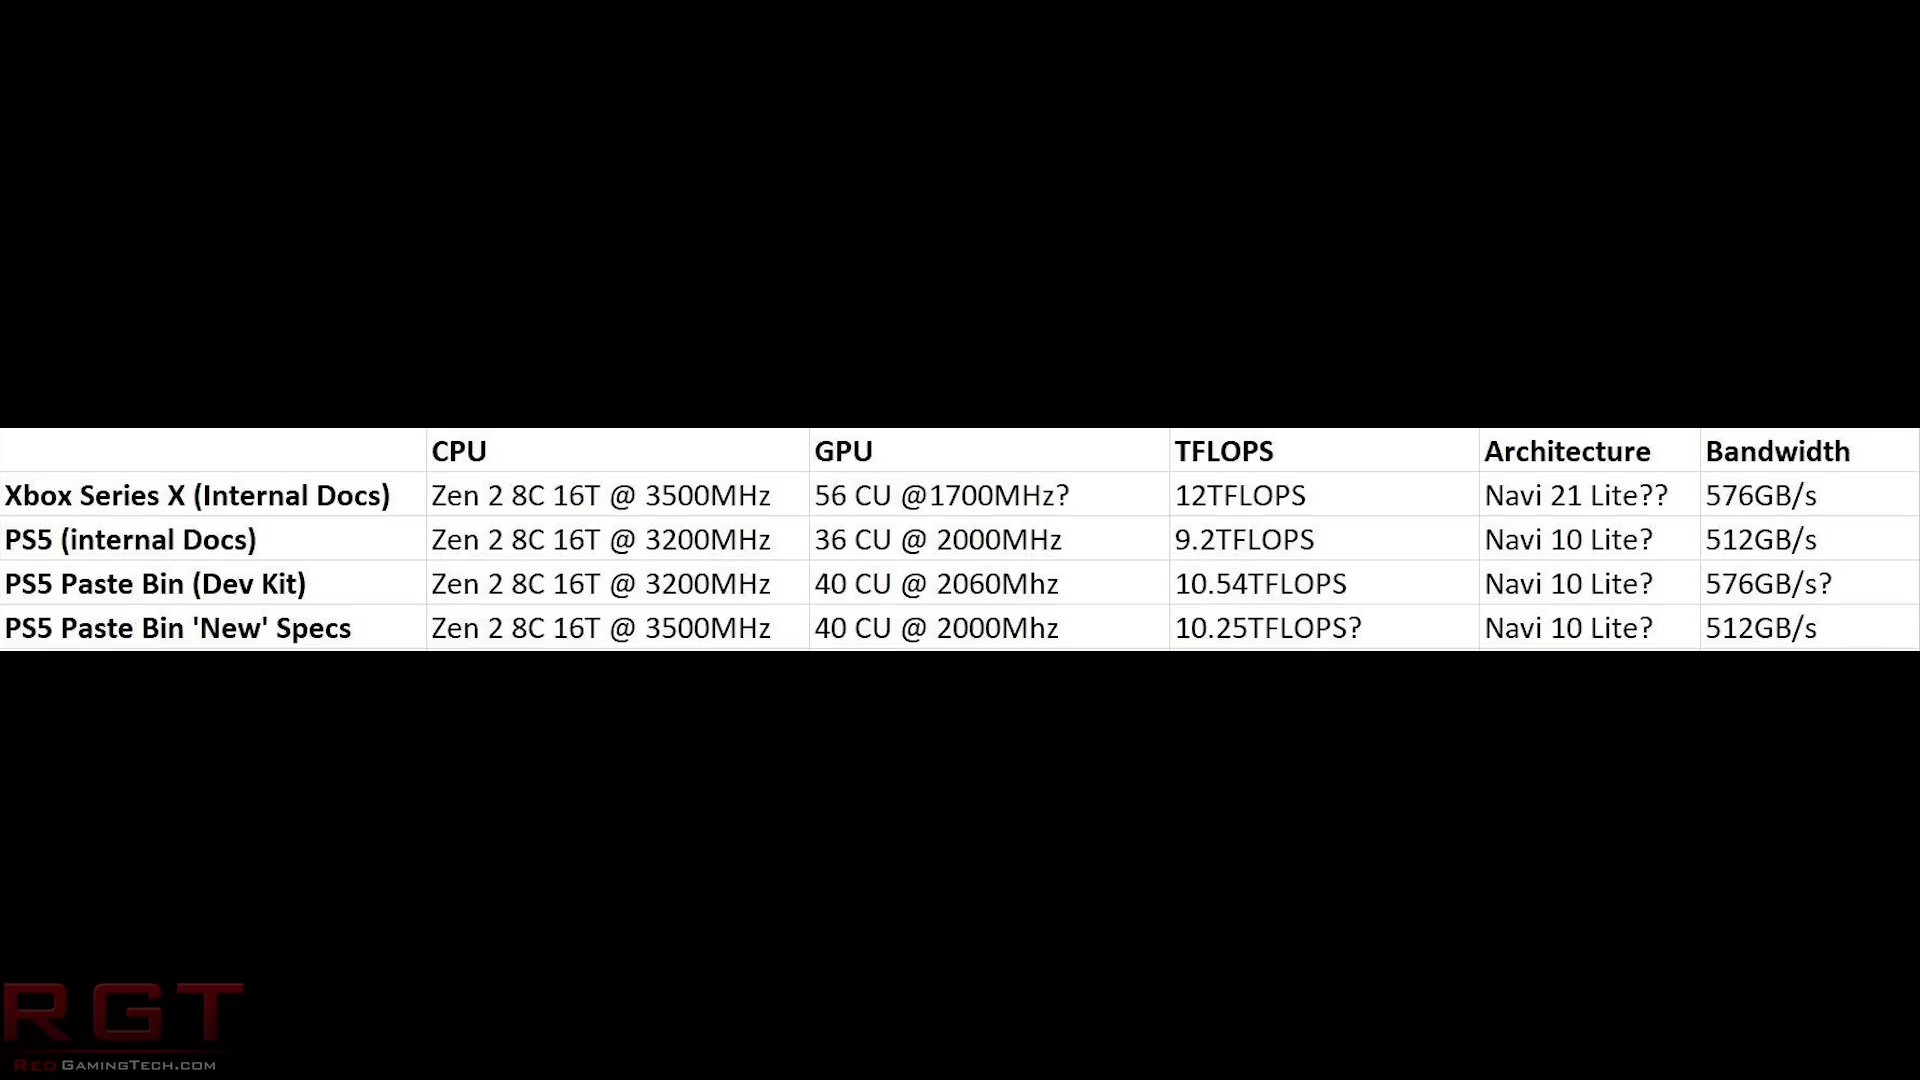 CPU GPU TFLOPS Architecture Bandwidth
Xbox Series X (Internal Docs) Zen 2 8C 16T @ 3500MHz 56 CU @1700MHz? 12TFLOPS Navi 21 Lite?? 576GB/s
PS5 (internal Docs) Zen 2 8C 16T @ 3200MHz 36 CU @ 2000MHz 9.2TFLOPS Navi 10 Lite? 512GB/s
PS5 Paste Bin (Dev Kit) Zen 2 8C 16T @ 3200MHz 40 CU @ 2060Mhz 10.54TFLOPS Navi 10 Lite? 576GB/s?
PS5 Paste Bin 'New' Specs Zen 2 8C 16T @ 3500MHz 40 CU @ 2000Mhz 10.25TFLOPS? Navi 10 Lite? 512GB/s
RGT
REDGAMINGTECH.COM